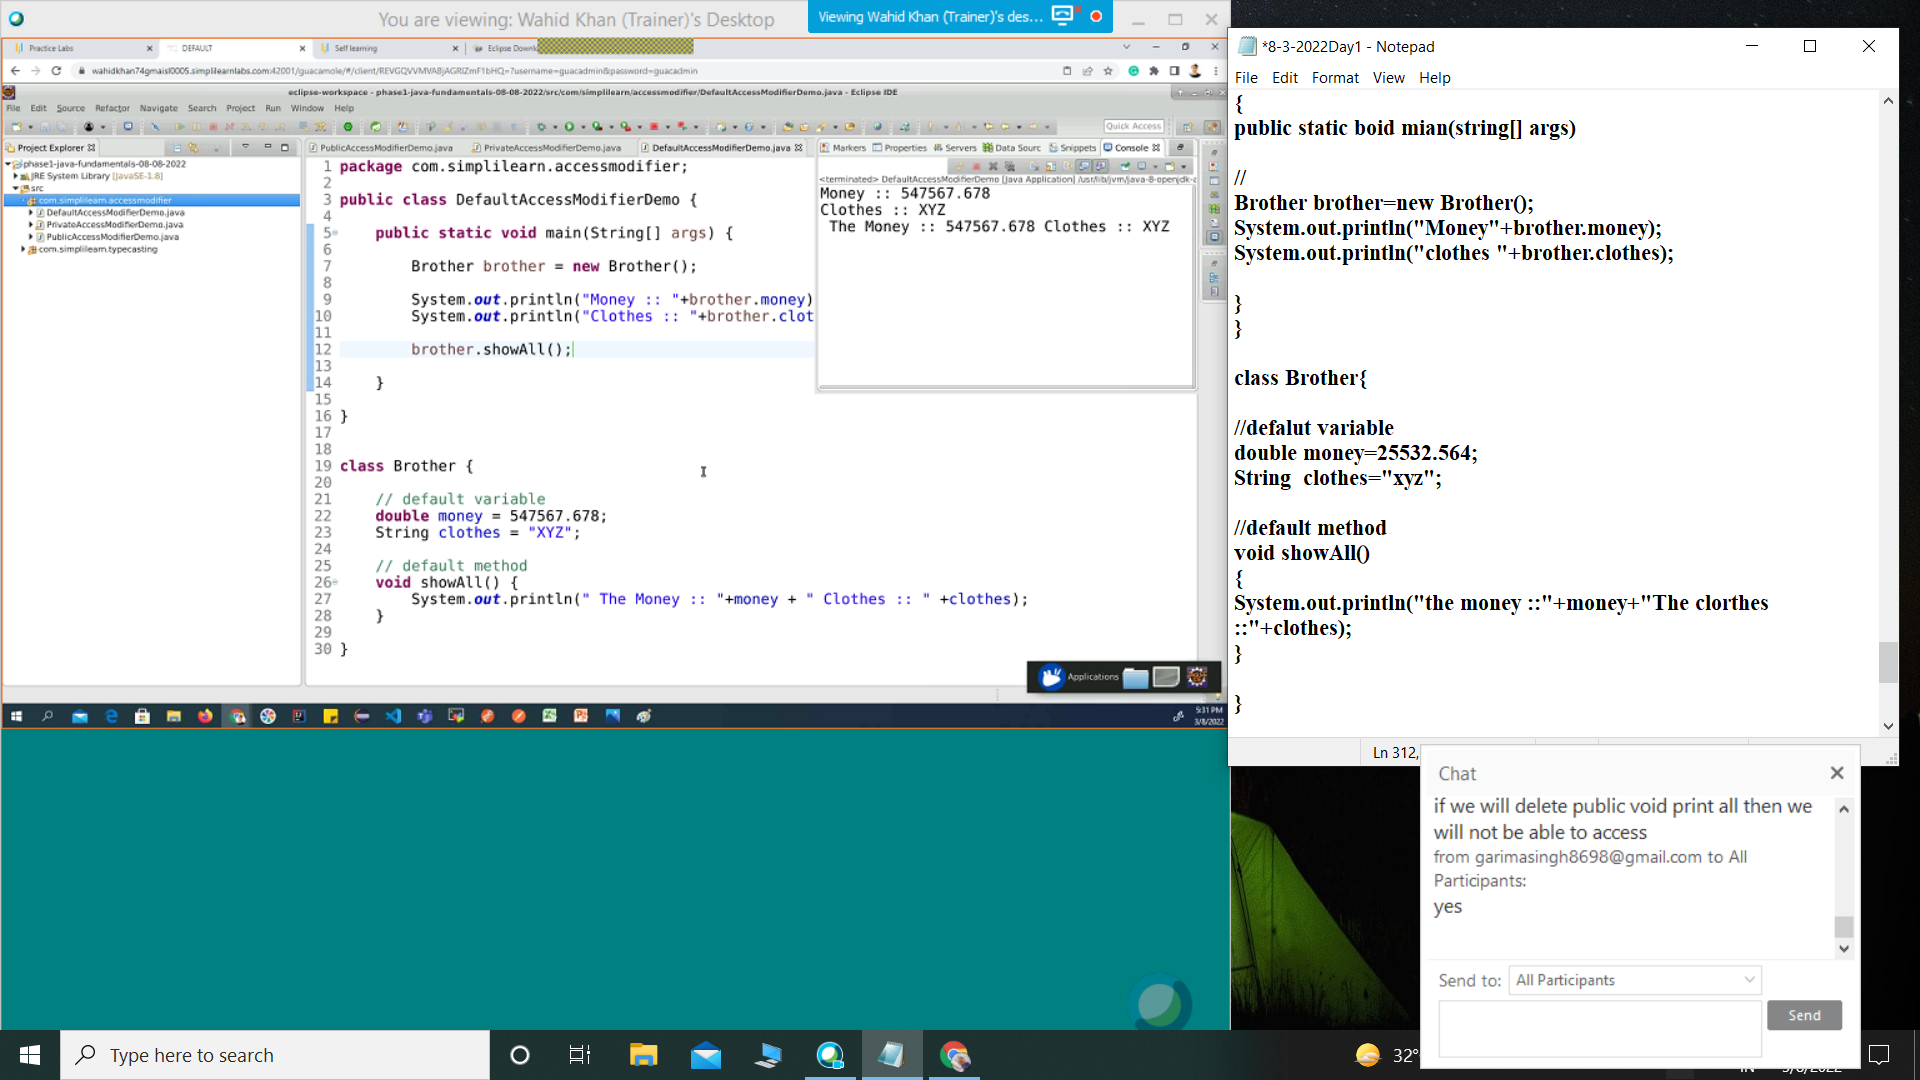 You are viewing: Wahid Khan (Trainer)'s Desktop
Viewing Wahid Khan (Trainer)'s des...
Practice Labs
DEFAULT
Self learning
Eclipse Downl
wahidkhan74gmaisl0005.simplilearnlabs.com:42001/guacamole/#/client/REVGQVVMVABjAGRlZmF1bHQ=?username=guacadmin&password=guacadmin
eclipse-workspace - phase1-java-fundamentals-08-08-2022/src/com/simplilearn/accessmodifier/DefaultAccessModifierDemo.java - Eclipse IDE
File Edit Source Refactor Navigate Search Project Run Window Help
Quick Access
Project Explorer
phase1-java-fundamentals-08-08-2022
JRE System Library [JavaSE-1.8]
src
com.simplilearn.accessmodifier
DefaultAccessModifierDemo.java
PrivateAccessModifierDemo.java
PublicAccessModifierDemo.java
com.simplilearn.typecasting
PublicAccessModifierDemo.java PrivateAccessModifierDemo.java DefaultAccessModifierDemo.java
1 package com.simplilearn.accessmodifier;
2
3 public class DefaultAccessModifierDemo {
4
5 public static void main(String[] args) {
6
7 Brother brother = new Brother();
8
9 System.out.println("Money :: "+brother.money)
10 System.out.println("Clothes :: "+brother.clot
11
12 brother.showAll();
13
14 }
15
16 }
17
18
19 class Brother {
20
21 // default variable
22 double money = 547567.678;
23 String clothes = "XYZ";
24
25 // default method
26 void showAll() {
27 System.out.println(" The Money :: "+money + " Clothes :: " +clothes);
28 }
29
30 }
Markers Properties Servers Data Sourc Snippets Console
<terminated> DefaultAccessModifierDemo [Java Application] /usr/lib/jvm/java-8-openjdk-a
Money :: 547567.678
Clothes :: XYZ
The Money :: 547567.678 Clothes :: XYZ
Applications
5:31 PM
3/8/2022
*8-3-2022Day1 - Notepad
File Edit Format View Help
{
public static boid mian(string[] args)
//
Brother brother=new Brother();
System.out.println("Money"+brother.money);
System.out.println("clothes "+brother.clothes);
}
}
class Brother{
//defalut variable
double money=25532.564;
String clothes="xyz";
//default method
void showAll()
{
System.out.println("the money ::"+money+"The clorthes
::"+clothes);
}
}
Ln 312,
Chat
if we will delete public void print all then we
will not be able to access
from garimasingh8698@gmail.com to All
Participants:
yes
Send to: All Participants
Send
Type here to search
32°